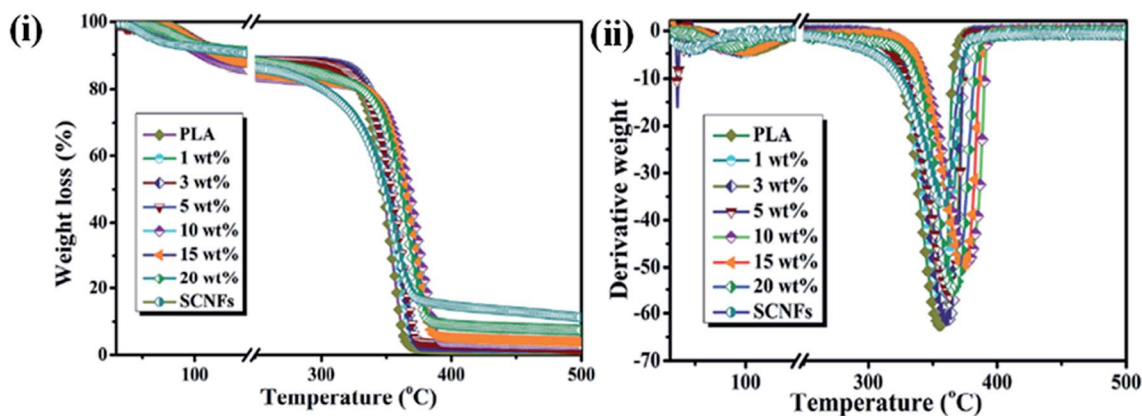 (i)
100
80
60
40
20
0
Weight loss (%)
PLA
1 wt%
3 wt%
5 wt%
10 wt%
15 wt%
20 wt%
SCNFs
100
300
400
500
Temperature (°C)
(ii)
0
-10
-20
-30
-40
-50
-60
-70
Derivative weight
PLA
1 wt%
3 wt%
5 wt%
10 wt%
15 wt%
20 wt%
SCNFs
100
300
400
500
Temperature (°C)